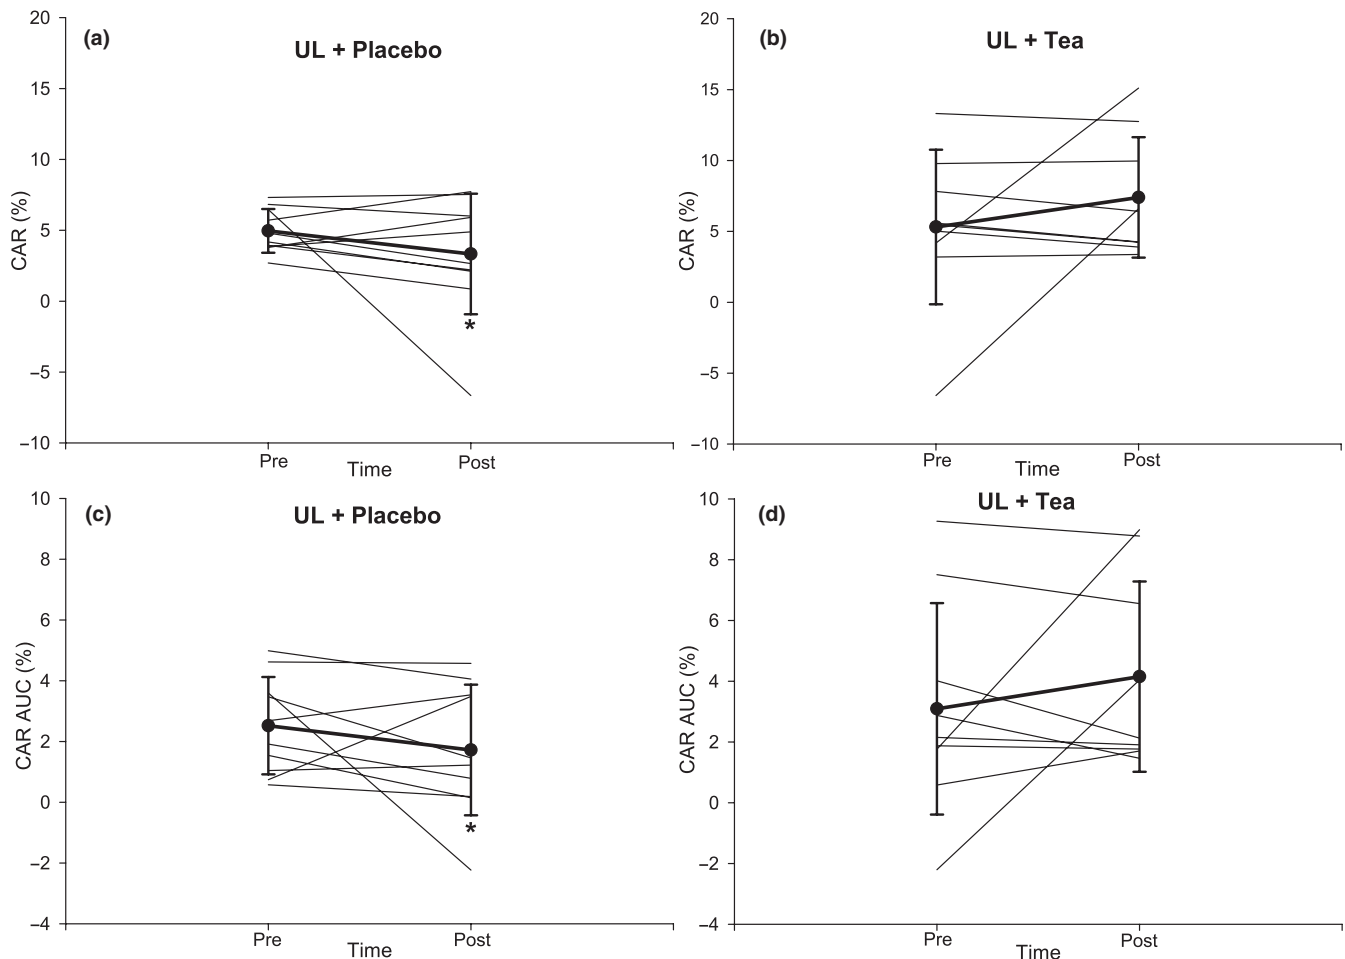 (a)
UL + Placebo
20
15
10
5
0
−5
−10
CAR (%)
*
Pre
Time
Post
(b)
UL + Tea
20
15
10
5
0
−5
−10
CAR (%)
Pre
Time
Post
(c)
UL + Placebo
10
8
6
4
2
0
−2
−4
CAR AUC (%)
*
Pre
Time
Post
(d)
UL + Tea
10
8
6
4
2
0
−2
−4
CAR AUC (%)
Pre
Time
Post